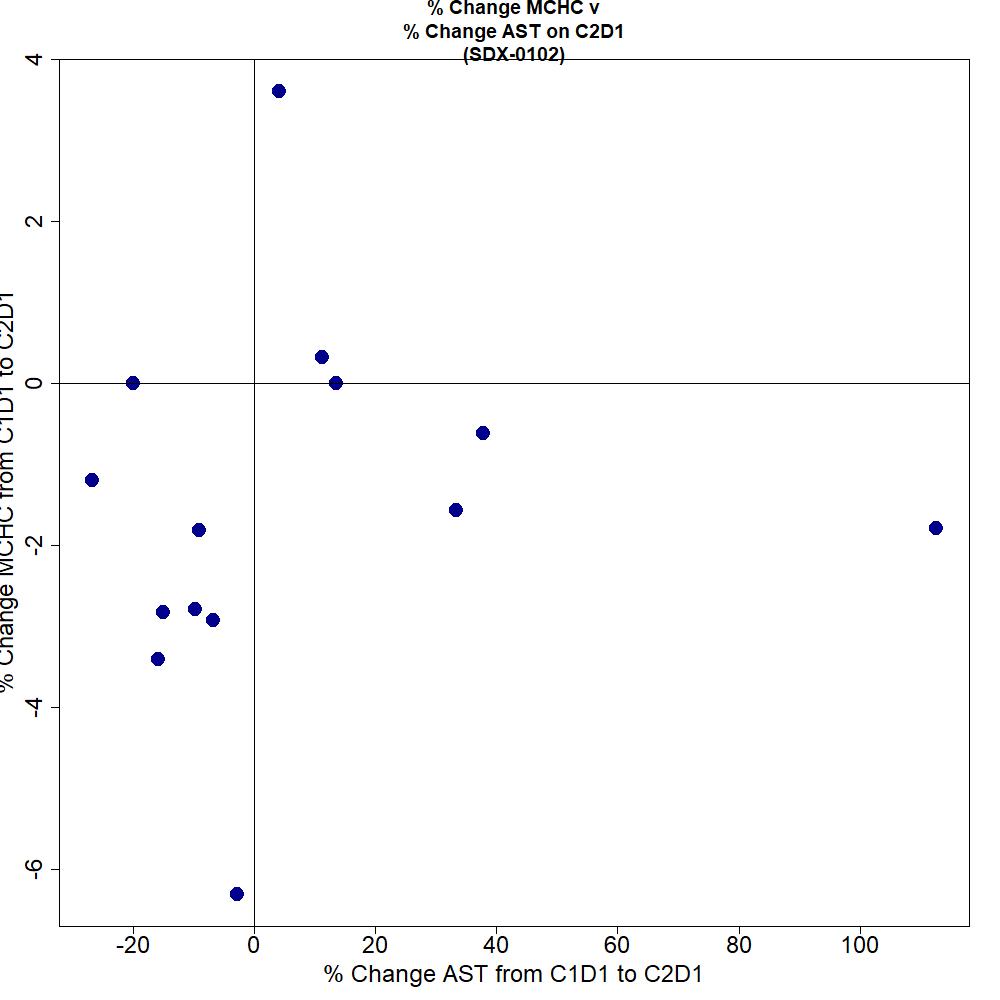 % Change MCHC v
% Change AST on C2D1
(SDX-0102)
% Change MCHC from C1D1 to C2D1
4
2
0
-2
-4
-6
-20
0
20
40
60
80
100
% Change AST from C1D1 to C2D1